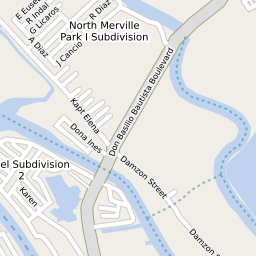 E Euse
R Indal
G Licaros
A Diaz
J Cancio
R Diaz
North Merville
Park I Subdivision
Kapt Elena
Dona Ines
Don Basilio Bautista Boulevard
el Subdivision
2
Karen
Damzon Street
Damzon Str